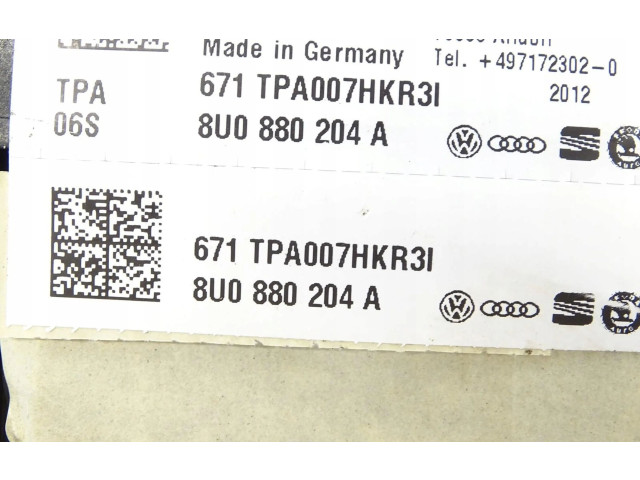 Made in Germany
Tel. +497172302-0
TPA 671 TPA007HKR3I 2012
06S 8U0 880 204 A
671 TPA007HKR3I
8U0 880 204 A